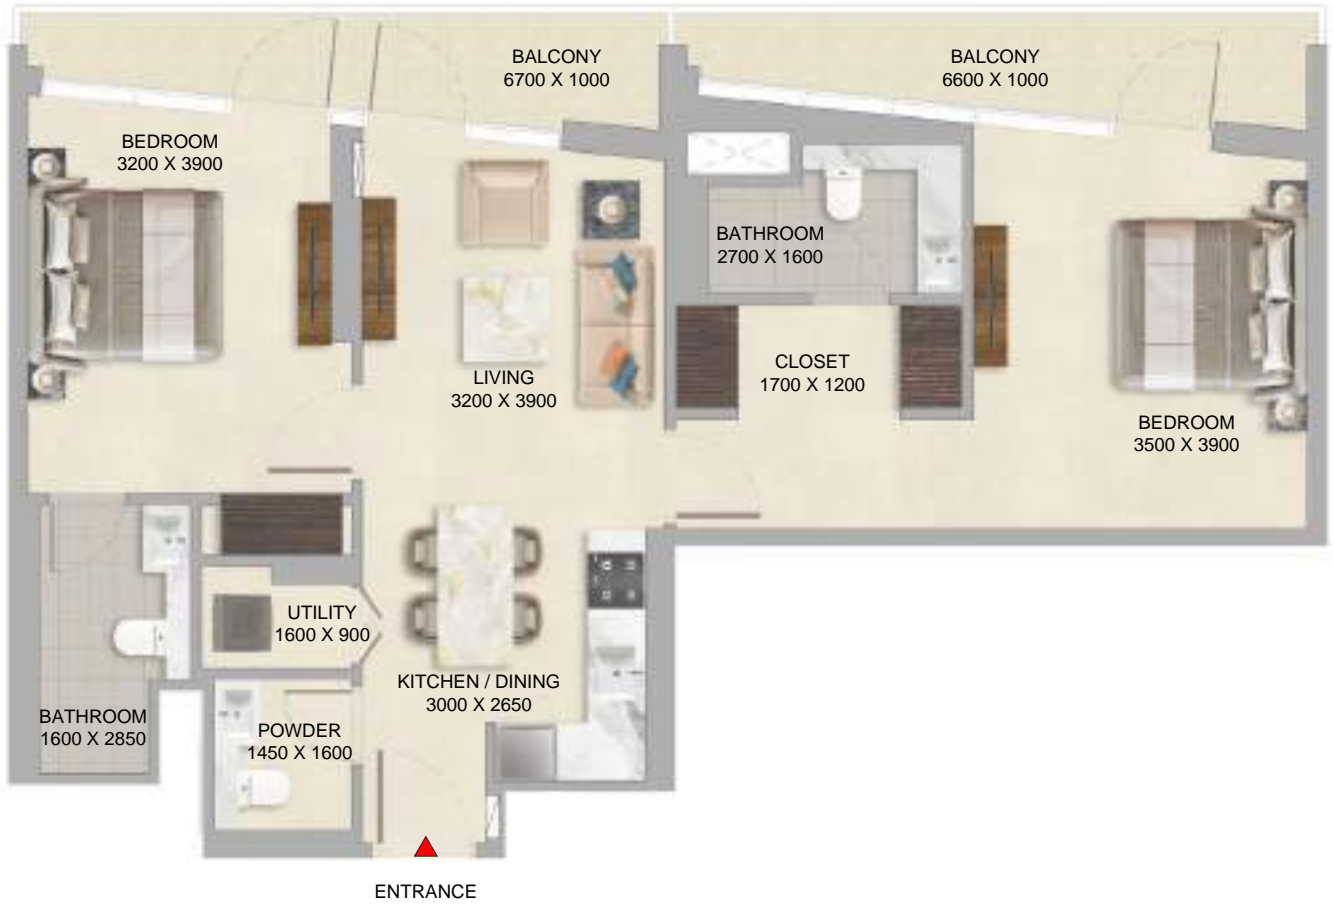 BALCONY
6700 X 1000
BALCONY
6600 X 1000
BEDROOM
3200 X 3900
BATHROOM
2700 X 1600
LIVING
3200 X 3900
CLOSET
1700 X 1200
BEDROOM
3500 X 3900
UTILITY
1600 X 900
KITCHEN / DINING
3000 X 2650
BATHROOM
1600 X 2850
POWDER
1450 X 1600
ENTRANCE